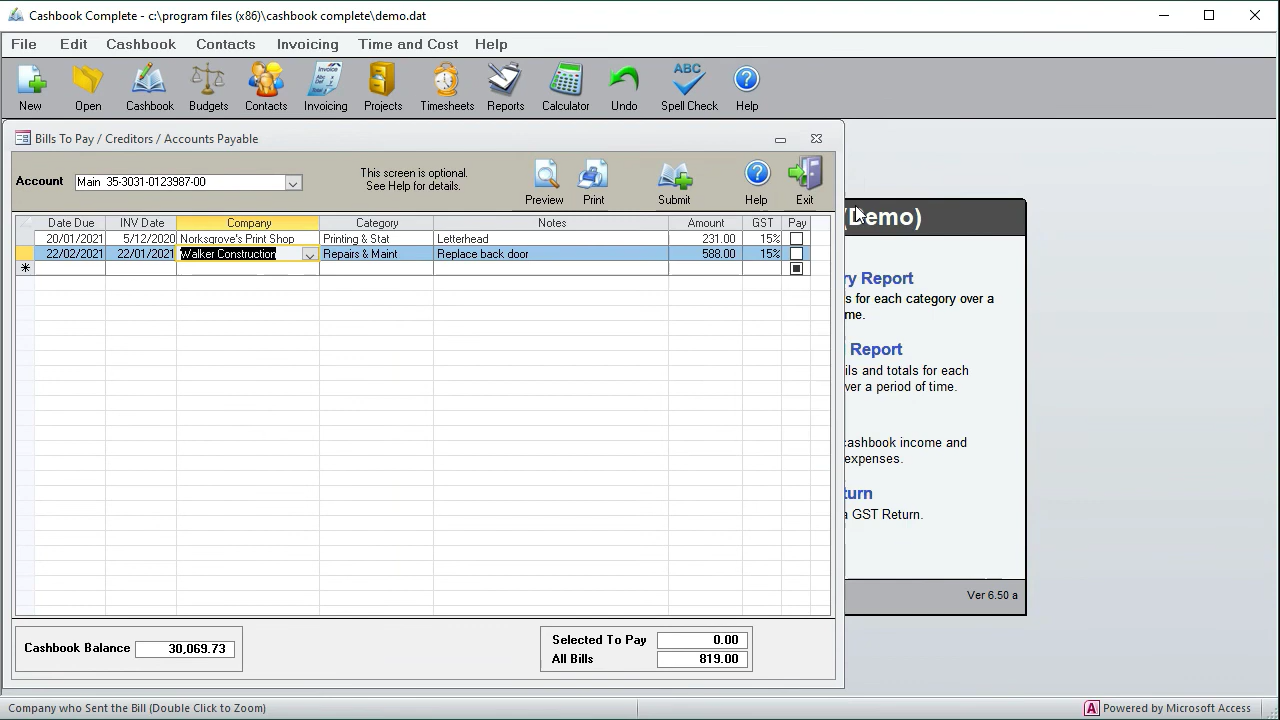 Cashbook Complete - c:\program files (x86)\cashbook complete\demo.dat
File Edit Cashbook Contacts Invoicing Time and Cost Help
ABC
New Open Cashbook Budgets Contacts Invoicing Projects Timesheets Reports Calculator Undo Spell Check Help
Bills To Pay / Creditors / Accounts Payable
Account Main 35-3031-0123987-00
This screen is optional.
See Help for details.
Preview Print Submit Help Exit
Date Due INV Date Company Category Notes Amount GST Pay
20/01/2021 5/12/2020 Norksgrove's Print Shop Printing & Stat Letterhead 231.00 15%
22/02/2021 22/01/2021 Walker Construction Repairs & Maint Replace back door 588.00 15%
Cashbook Balance 30,069.73
Selected To Pay 0.00
All Bills 819.00
(Demo)
ry Report
s for each category over a
me.
Report
ils and totals for each
ver a period of time.
cashbook income and
expenses.
turn
a GST Return.
Ver 6.50 a
Company who Sent the Bill (Double Click to Zoom)
Powered by Microsoft Access